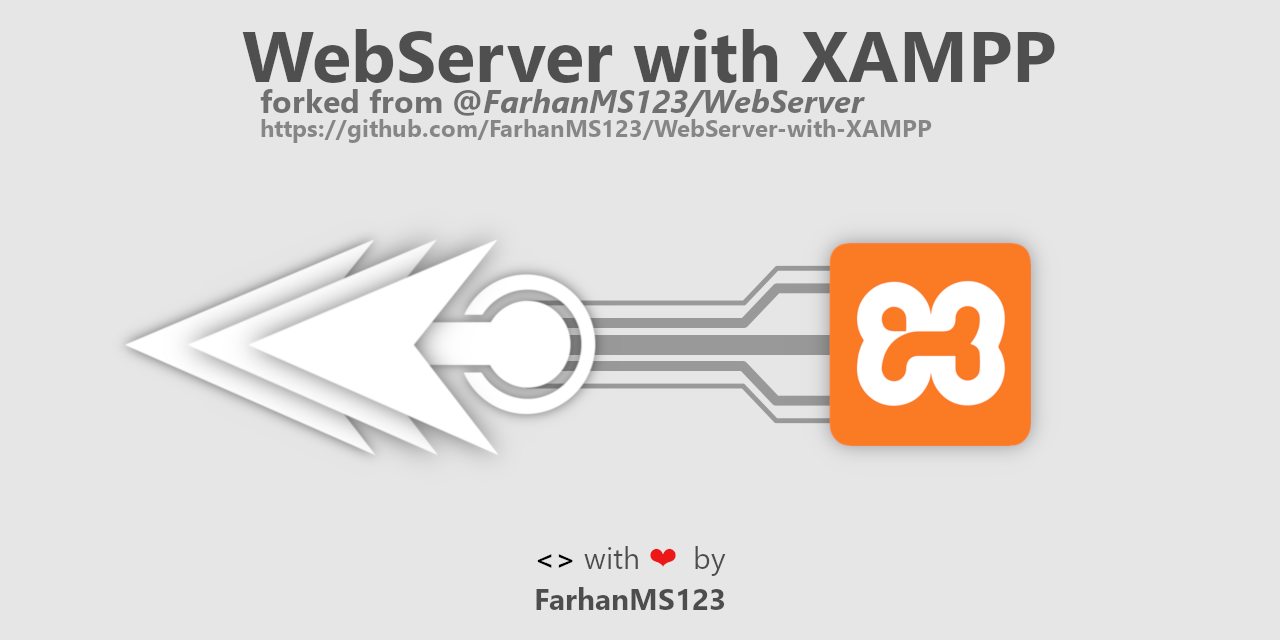 WebServer with XAMPP
forked from @FarhanMS123/WebServer
https://github.com/FarhanMS123/WebServer-with-XAMPP
<> with ❤ by
FarhanMS123